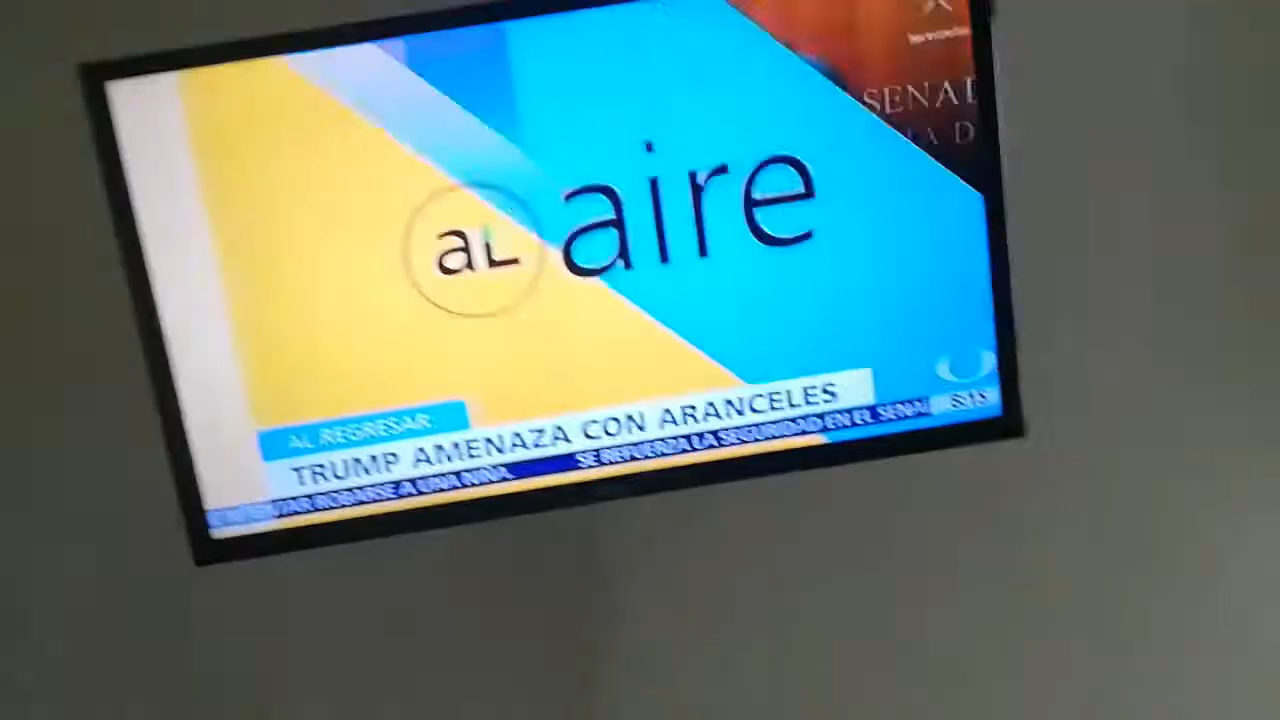 SENAD
A D
aL aire
AL REGRESAR:
TRUMP AMENAZA CON ARANCELES
TAR ROBARSE A UNA NIÑA. SE REFUERZA LA SEGURIDAD EN EL SENA